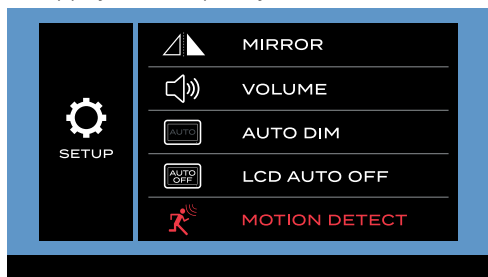 MIRROR
VOLUME
AUTO
AUTO DIM
SETUP
AUTO
OFF
LCD AUTO OFF
MOTION DETECT